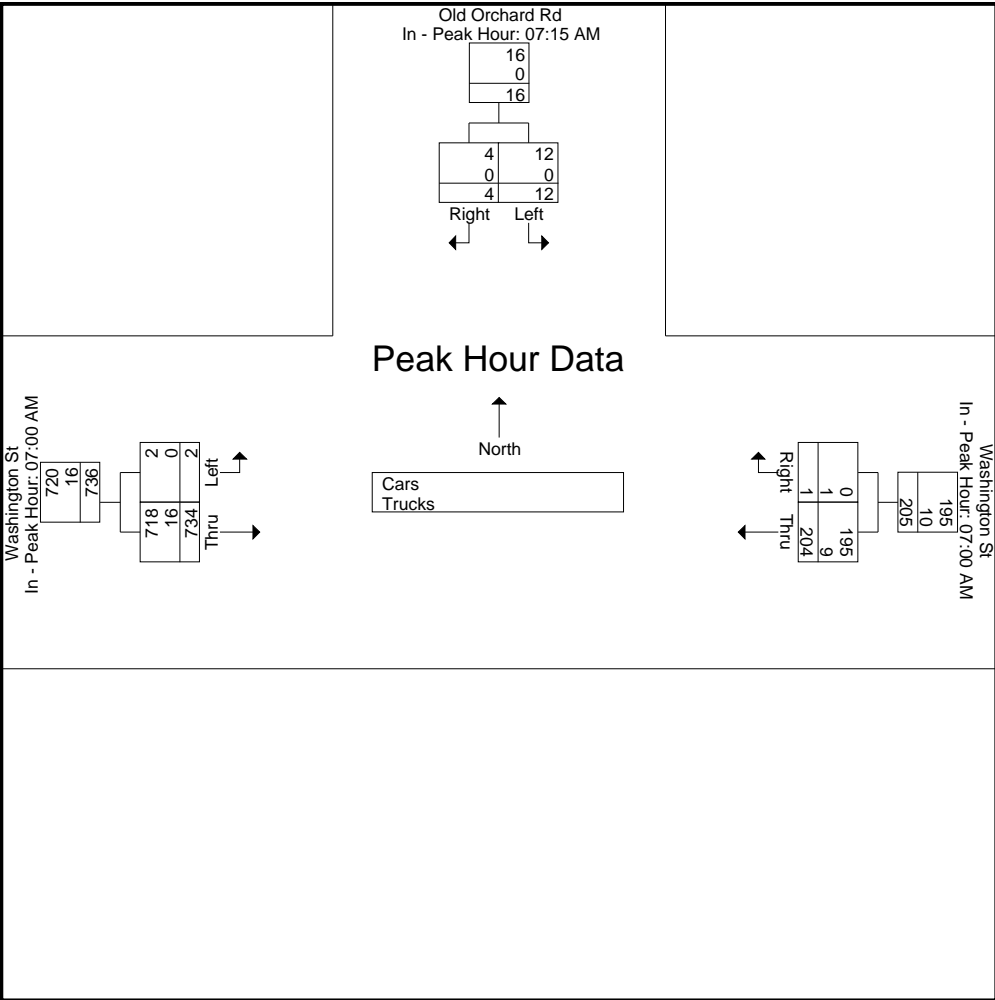 Old Orchard Rd
In - Peak Hour: 07:15 AM
16
0
16
4 12
0 0
4 12
Right Left
Peak Hour Data
North
Cars
Trucks
Washington St
In - Peak Hour: 07:00 AM
720
16
736
2 0 2
718 16 734
Left
Thru
Washington St
In - Peak Hour: 07:00 AM
195
10
205
0 1 1
195 9 204
Right
Thru